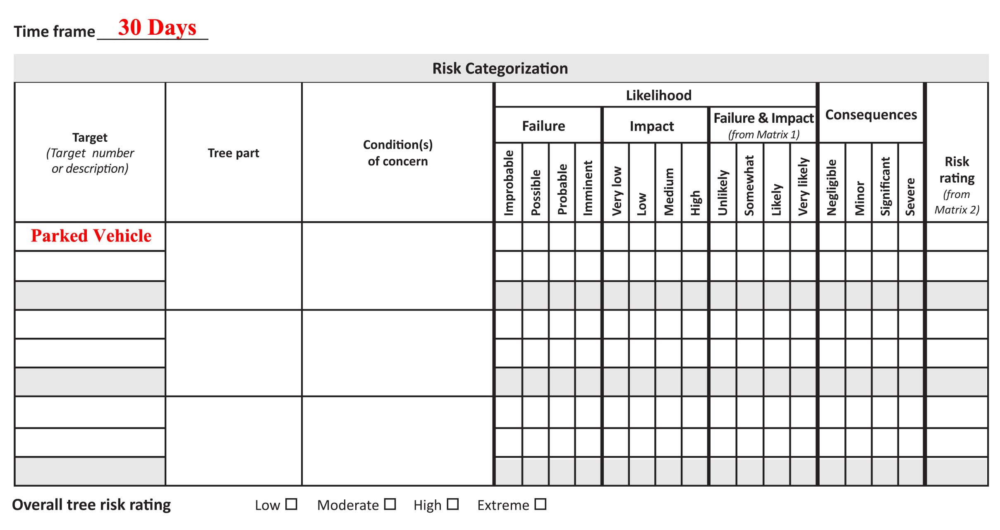 Time frame 30 Days
Risk Categorization
Likelihood
Failure
Impact
Failure & Impact
(from Matrix 1)
Consequences
Target
(Target number
or description)
Tree part
Condition(s)
of concern
Improbable
Possible
Probable
Imminent
Very low
Low
Medium
High
Unlikely
Somewhat
Likely
Very likely
Negligible
Minor
Significant
Severe
Risk
rating
(from
Matrix 2)
Parked Vehicle
Overall tree risk rating Low Moderate High Extreme